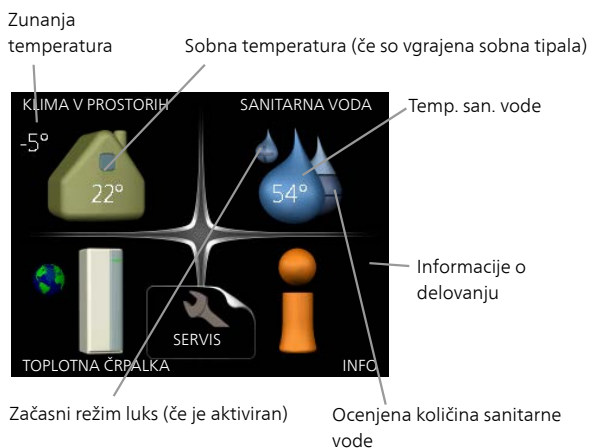 Zunanja
temperatura
Sobna temperatura (če so vgrajena sobna tipala)
KLIMA V PROSTORIH
SANITARNA VODA
Temp. san. vode
-5°
22°
54°
Informacije o
delovanju
SERVIS
TOPLOTNA ČRPALKA
INFO
Začasni režim luks (če je aktiviran)
Ocenjena količina sanitarne
vode